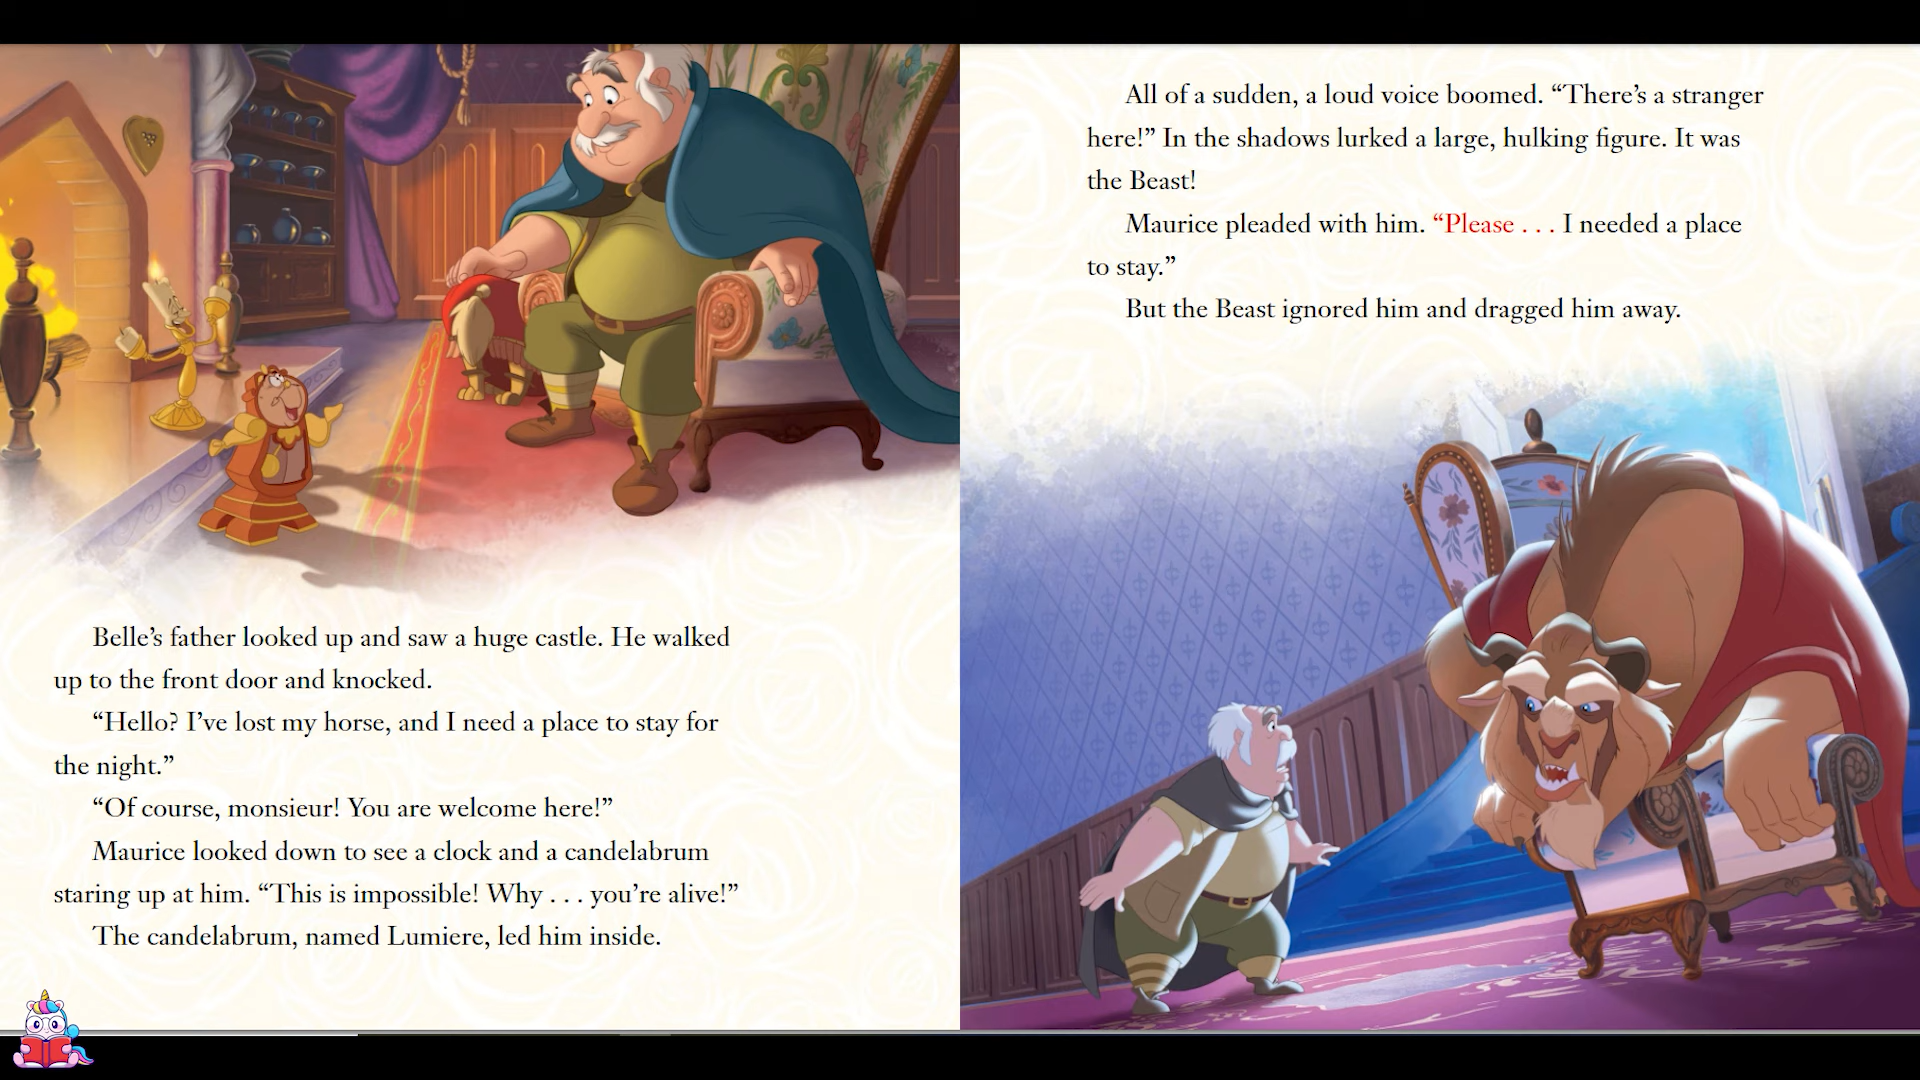 Belle’s father looked up and saw a huge castle. He walked
up to the front door and knocked.
“Hello? I’ve lost my horse, and I need a place to stay for
the night.”
“Of course, monsieur! You are welcome here!”
Maurice looked down to see a clock and a candelabrum
staring up at him. “This is impossible! Why . . . you’re alive!”
The candelabrum, named Lumiere, led him inside.
All of a sudden, a loud voice boomed. “There’s a stranger
here!” In the shadows lurked a large, hulking figure. It was
the Beast!
Maurice pleaded with him. “Please . . . I needed a place
to stay.”
But the Beast ignored him and dragged him away.